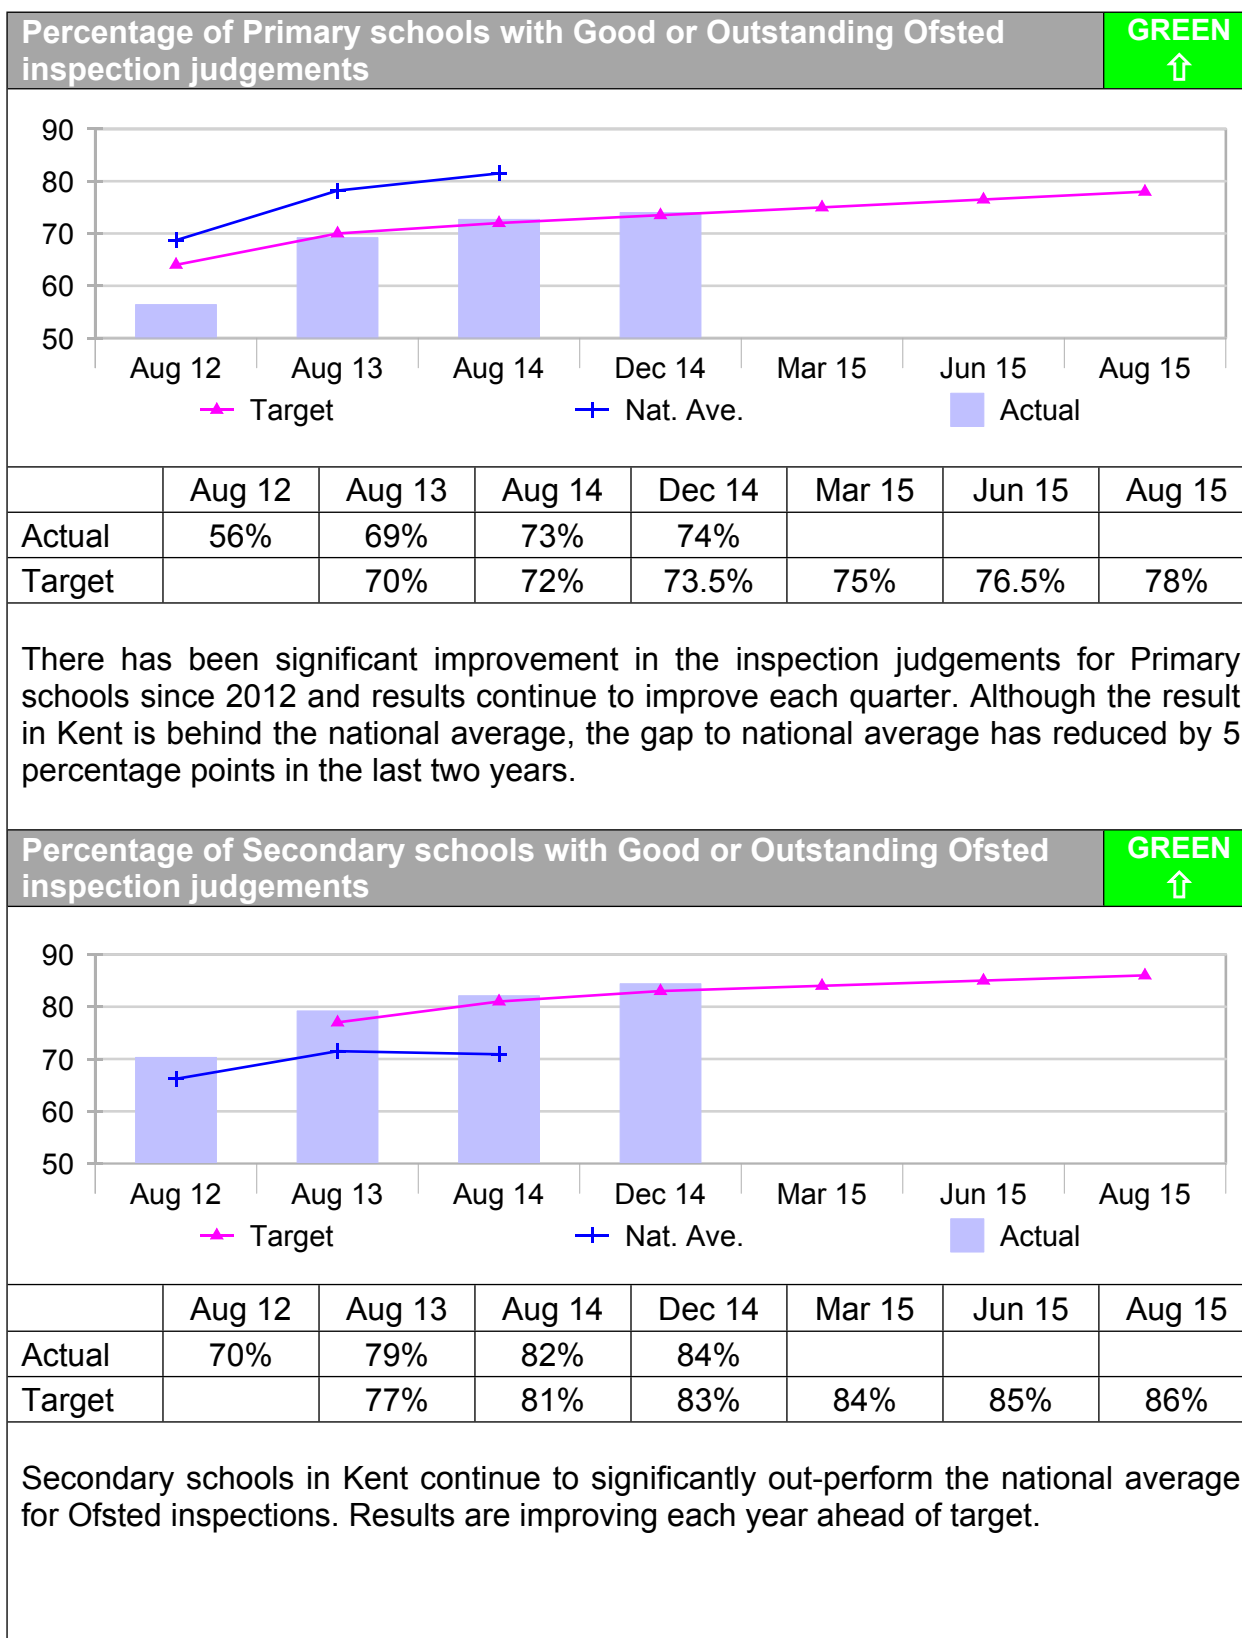 Percentage of Primary schools with Good or Outstanding Ofsted
inspection judgements
GREEN
⇧
90
80
70
60
50
Aug 12 Aug 13 Aug 14 Dec 14 Mar 15 Jun 15 Aug 15
Target Nat. Ave. Actual
Aug 12 Aug 13 Aug 14 Dec 14 Mar 15 Jun 15 Aug 15
Actual 56% 69% 73% 74%
Target 70% 72% 73.5% 75% 76.5% 78%
There has been significant improvement in the inspection judgements for Primary
schools since 2012 and results continue to improve each quarter. Although the result
in Kent is behind the national average, the gap to national average has reduced by 5
percentage points in the last two years.
Percentage of Secondary schools with Good or Outstanding Ofsted
inspection judgements
GREEN
⇧
90
80
70
60
50
Aug 12 Aug 13 Aug 14 Dec 14 Mar 15 Jun 15 Aug 15
Target Nat. Ave. Actual
Aug 12 Aug 13 Aug 14 Dec 14 Mar 15 Jun 15 Aug 15
Actual 70% 79% 82% 84%
Target 77% 81% 83% 84% 85% 86%
Secondary schools in Kent continue to significantly out-perform the national average
for Ofsted inspections. Results are improving each year ahead of target.